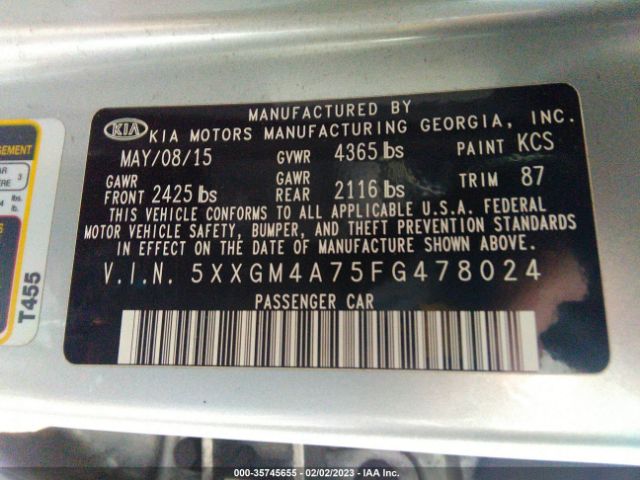 MANUFACTURED BY
KIA KIA MOTORS MANUFACTURING GEORGIA, INC.
MAY/08/15 GVWR 4365 lbs PAINT KCS
GAWR GAWR
FRONT 2425 lbs REAR 2116 lbs TRIM 87
THIS VEHICLE CONFORMS TO ALL APPLICABLE U.S.A. FEDERAL
MOTOR VEHICLE SAFETY, BUMPER, AND THEFT PREVENTION STANDARDS
IN EFFECT ON THE DATE OF MANUFACTURE SHOWN ABOVE.
V.I.N. 5XXGM4A75FG478024
PASSENGER CAR
3
lbs.
lb.
T455
000-35745655 — 02/02/2023 — IAA Inc.